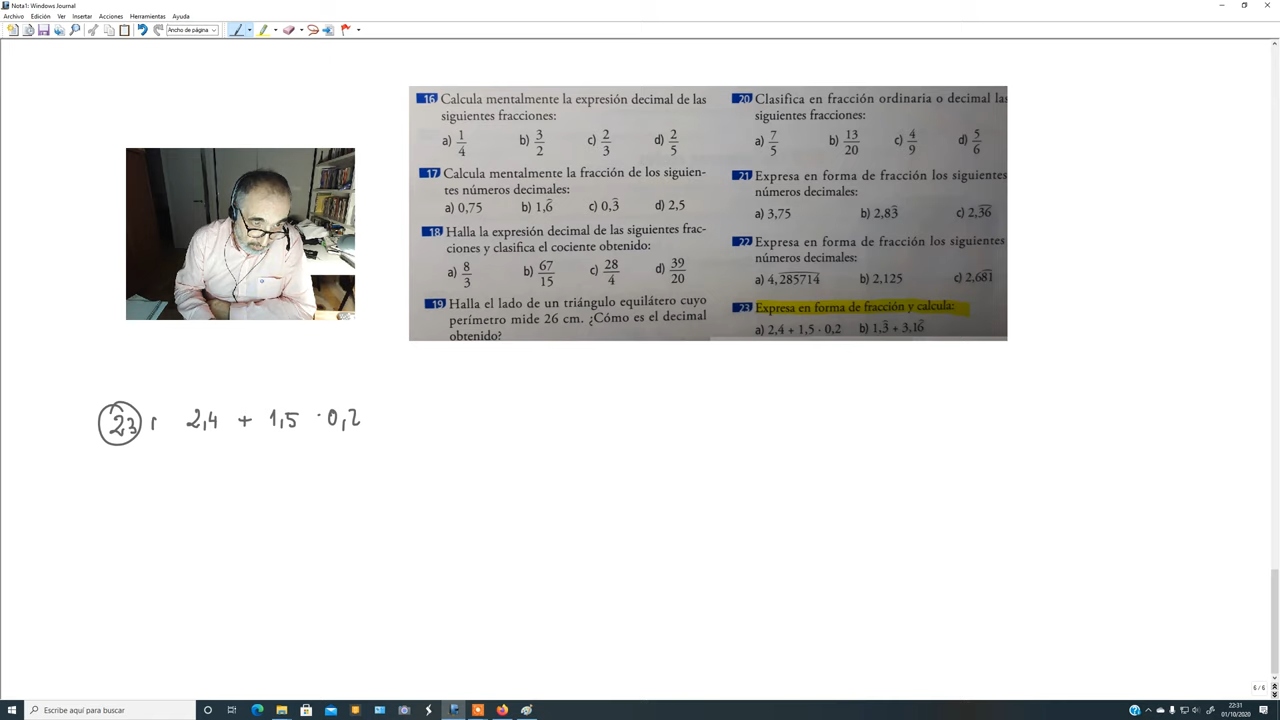 Nota1: Windows Journal
Archivo Edición Ver Insertar Acciones Herramientas Ayuda
Ancho de página
16 Calcula mentalmente la expresión decimal de las
siguientes fracciones:
a) 1/4 b) 3/2 c) 2/3 d) 2/5
17 Calcula mentalmente la fracción de los siguien-
tes números decimales:
a) 0,75 b) 1,6̂ c) 0,3̂ d) 2,5
18 Halla la expresión decimal de las siguientes frac-
ciones y clasifica el cociente obtenido:
a) 8/3 b) 67/15 c) 28/4 d) 39/20
19 Halla el lado de un triángulo equilátero cuyo
perímetro mide 26 cm. ¿Cómo es el decimal
obtenido?
20 Clasifica en fracción ordinaria o decimal las
siguientes fracciones:
a) 7/5 b) 13/20 c) 4/9 d) 5/6
21 Expresa en forma de fracción los siguientes
números decimales:
a) 3,75 b) 2,83̂ c) 2,3̅6̅
22 Expresa en forma de fracción los siguientes
números decimales:
a) 4,2̅8̅5̅7̅1̅4̅ b) 2,125 c) 2,68̅1̅
23 Expresa en forma de fracción y calcula:
a) 2,4 + 1,5 · 0,2 b) 1,3̂ + 3,16̂
23: 2,4 + 1,5 · 0,2
6 / 6
Escribe aquí para buscar
22:31
01/10/2020